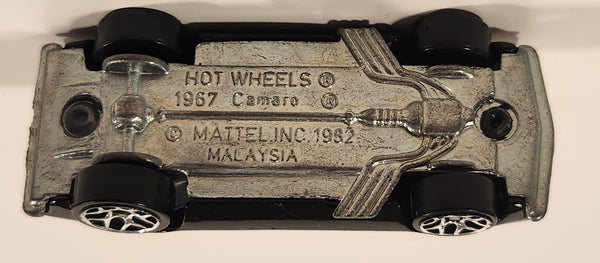 HOT WHEELS ®
1967 Camaro ®
© MATTEL.INC.1982
MALAYSIA